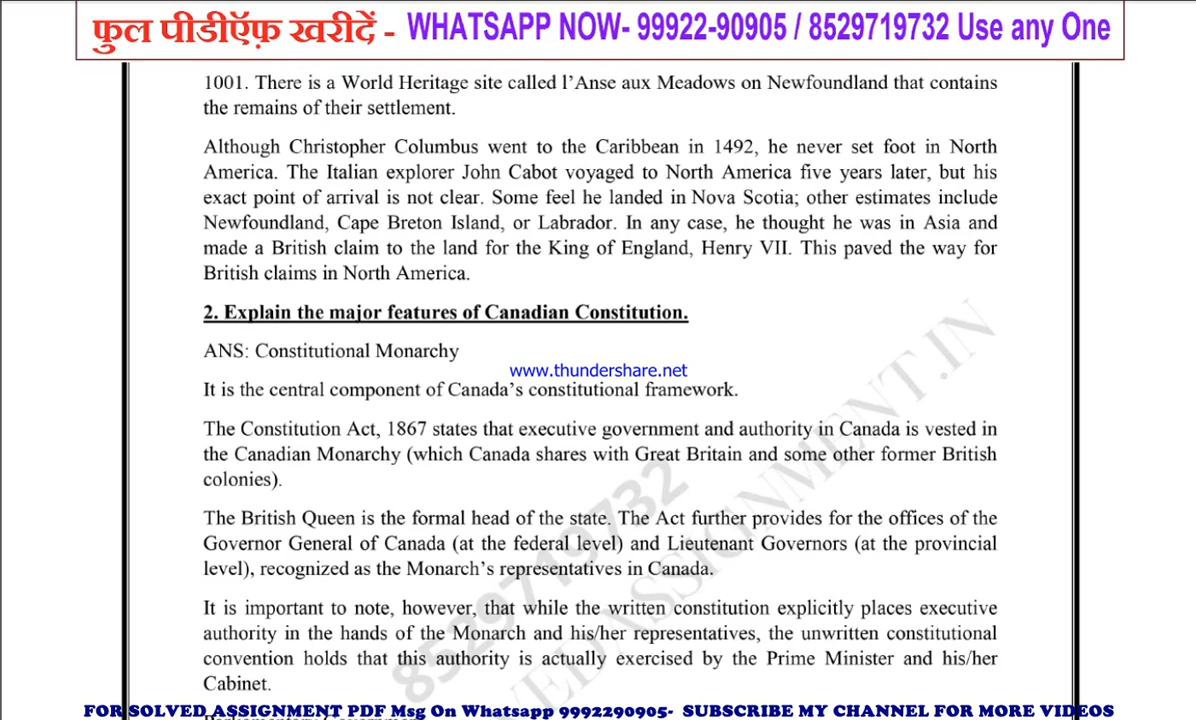 फुल पीडीऍफ़ खरीदें - WHATSAPP NOW- 99922-90905 / 8529719732 Use any One
1001. There is a World Heritage site called l’Anse aux Meadows on Newfoundland that contains
the remains of their settlement.
Although Christopher Columbus went to the Caribbean in 1492, he never set foot in North
America. The Italian explorer John Cabot voyaged to North America five years later, but his
exact point of arrival is not clear. Some feel he landed in Nova Scotia; other estimates include
Newfoundland, Cape Breton Island, or Labrador. In any case, he thought he was in Asia and
made a British claim to the land for the King of England, Henry VII. This paved the way for
British claims in North America.
2. Explain the major features of Canadian Constitution.
ANS: Constitutional Monarchy
www.thundershare.net
It is the central component of Canada’s constitutional framework.
The Constitution Act, 1867 states that executive government and authority in Canada is vested in
the Canadian Monarchy (which Canada shares with Great Britain and some other former British
colonies).
The British Queen is the formal head of the state. The Act further provides for the offices of the
Governor General of Canada (at the federal level) and Lieutenant Governors (at the provincial
level), recognized as the Monarch’s representatives in Canada.
It is important to note, however, that while the written constitution explicitly places executive
authority in the hands of the Monarch and his/her representatives, the unwritten constitutional
convention holds that this authority is actually exercised by the Prime Minister and his/her
Cabinet.
8529719732
FOR SOLVED ASSIGNMENT PDF Msg On Whatsapp 9992290905- SUBSCRIBE MY CHANNEL FOR MORE VIDEOS